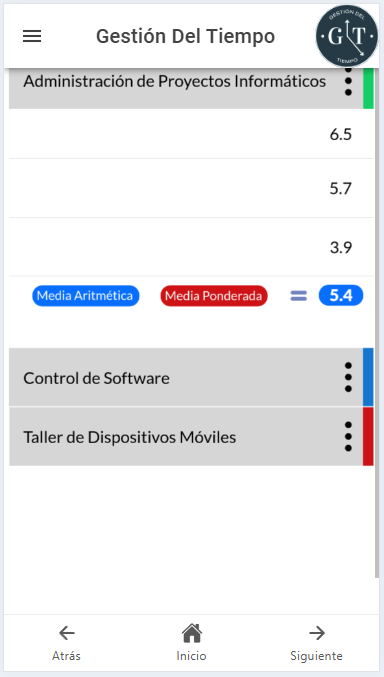 Gestión Del Tiempo
GESTIÓN DEL
G T
TIEMPO
Administración de Proyectos Informáticos
6.5
5.7
3.9
Media Aritmética Media Ponderada = 5.4
Control de Software
Taller de Dispositivos Móviles
Atrás Inicio Siguiente